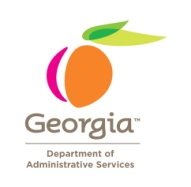 Georgia™
Department of
Administrative Services